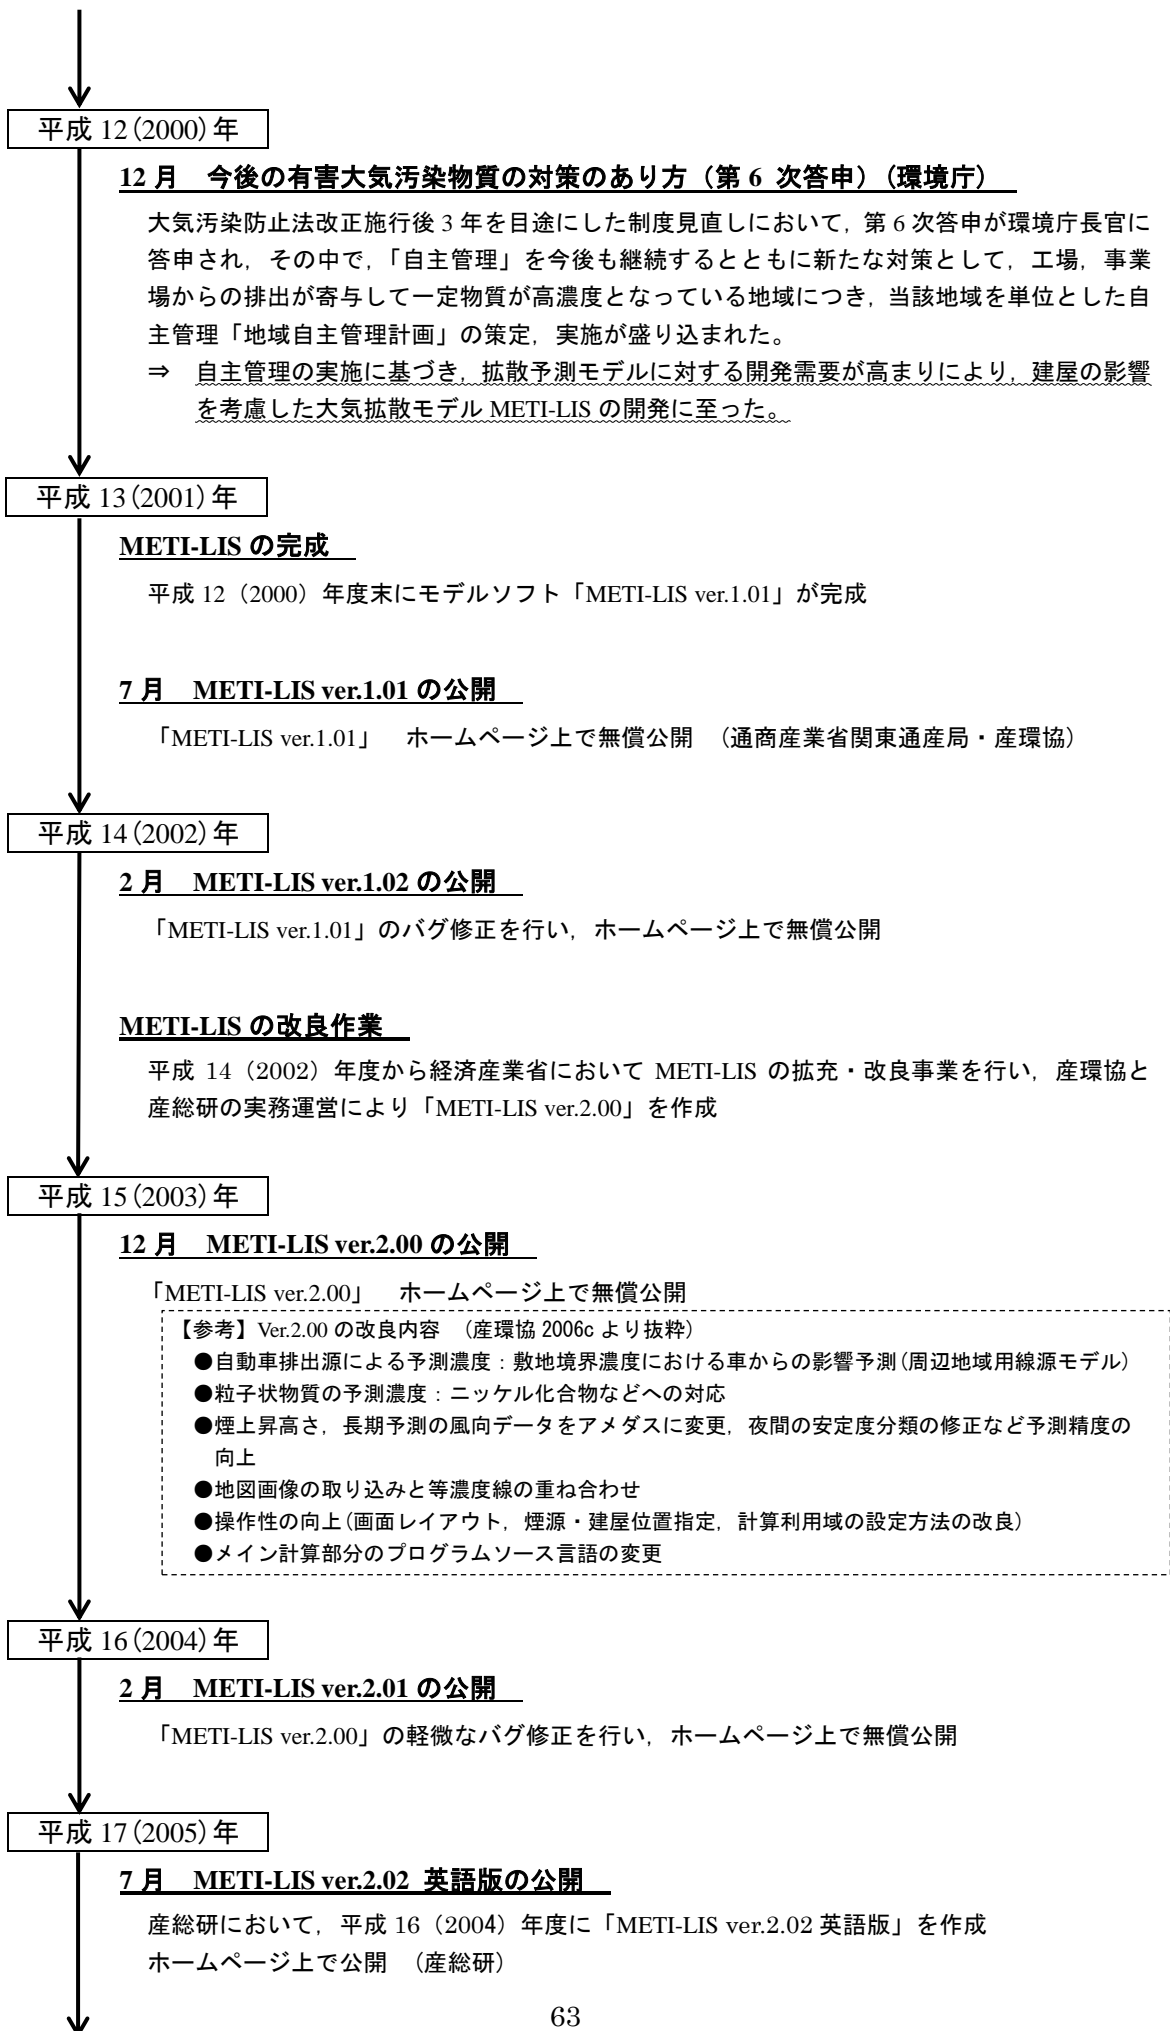 平成 12(2000)年
12 月　今後の有害大気汚染物質の対策のあり方（第 6 次答申）(環境庁)
大気汚染防止法改正施行後 3 年を目途にした制度見直しにおいて，第 6 次答申が環境庁長官に
答申され，その中で，「自主管理」を今後も継続するとともに新たな対策として，工場，事業
場からの排出が寄与して一定物質が高濃度となっている地域につき，当該地域を単位とした自
主管理「地域自主管理計画」の策定，実施が盛り込まれた。
⇒　自主管理の実施に基づき，拡散予測モデルに対する開発需要が高まりにより，建屋の影響
を考慮した大気拡散モデル METI-LIS の開発に至った。
平成 13(2001)年
METI-LIS の完成
平成 12（2000）年度末にモデルソフト「METI-LIS ver.1.01」が完成
7 月　METI-LIS ver.1.01 の公開
「METI-LIS ver.1.01」　ホームページ上で無償公開　（通商産業省関東通産局・産環協）
平成 14(2002)年
2 月　METI-LIS ver.1.02 の公開
「METI-LIS ver.1.01」のバグ修正を行い，ホームページ上で無償公開
METI-LIS の改良作業
平成 14（2002）年度から経済産業省において METI-LIS の拡充・改良事業を行い，産環協と
産総研の実務運営により「METI-LIS ver.2.00」を作成
平成 15(2003)年
12 月　METI-LIS ver.2.00 の公開
「METI-LIS ver.2.00」　ホームページ上で無償公開
【参考】Ver.2.00 の改良内容　（産環協 2006c より抜粋）
●自動車排出源による予測濃度：敷地境界濃度における車からの影響予測(周辺地域用線源モデル)
●粒子状物質の予測濃度：ニッケル化合物などへの対応
●煙上昇高さ，長期予測の風向データをアメダスに変更，夜間の安定度分類の修正など予測精度の
向上
●地図画像の取り込みと等濃度線の重ね合わせ
●操作性の向上(画面レイアウト，煙源・建屋位置指定，計算利用域の設定方法の改良)
●メイン計算部分のプログラムソース言語の変更
平成 16(2004)年
2 月　METI-LIS ver.2.01 の公開
「METI-LIS ver.2.00」の軽微なバグ修正を行い，ホームページ上で無償公開
平成 17(2005)年
7 月　METI-LIS ver.2.02 英語版の公開
産総研において，平成 16（2004）年度に「METI-LIS ver.2.02 英語版」を作成
ホームページ上で公開　（産総研）
63